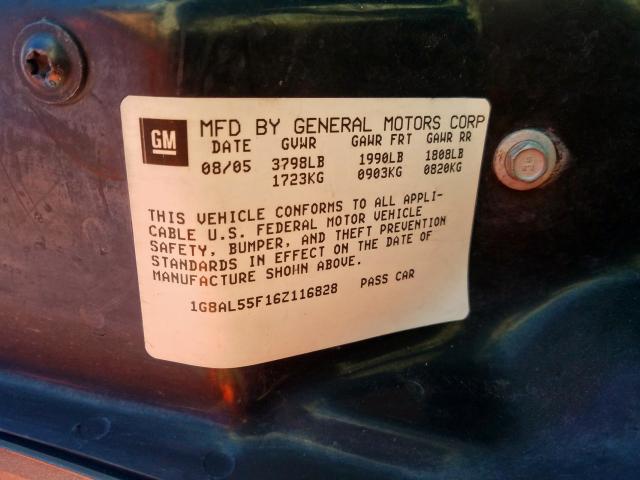 GM MFD BY GENERAL MOTORS CORP
DATE GVWR GAWR FRT GAWR RR
08/05 3798LB 1990LB 1808LB
1723KG 0903KG 0820KG
THIS VEHICLE CONFORMS TO ALL APPLI-
CABLE U.S. FEDERAL MOTOR VEHICLE
SAFETY, BUMPER, AND THEFT PREVENTION
STANDARDS IN EFFECT ON THE DATE OF
MANUFACTURE SHOWN ABOVE.
1G8AL55F16Z116828 PASS CAR